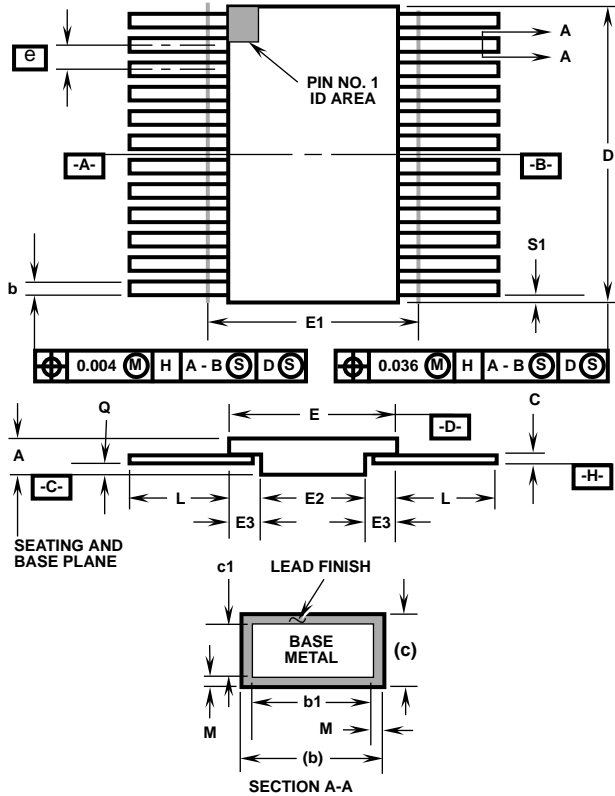 A
e
A
PIN NO. 1
ID AREA
D
-A-
-B-
S1
b
E1
0.004 M H A - B S D S
0.036 M H A - B S D S
Q
E
C
-D-
A
-C-
-H-
L
E2
L
E3
E3
SEATING AND
BASE PLANE
c1
LEAD FINISH
BASE
METAL
(c)
b1
M
M
(b)
SECTION A-A